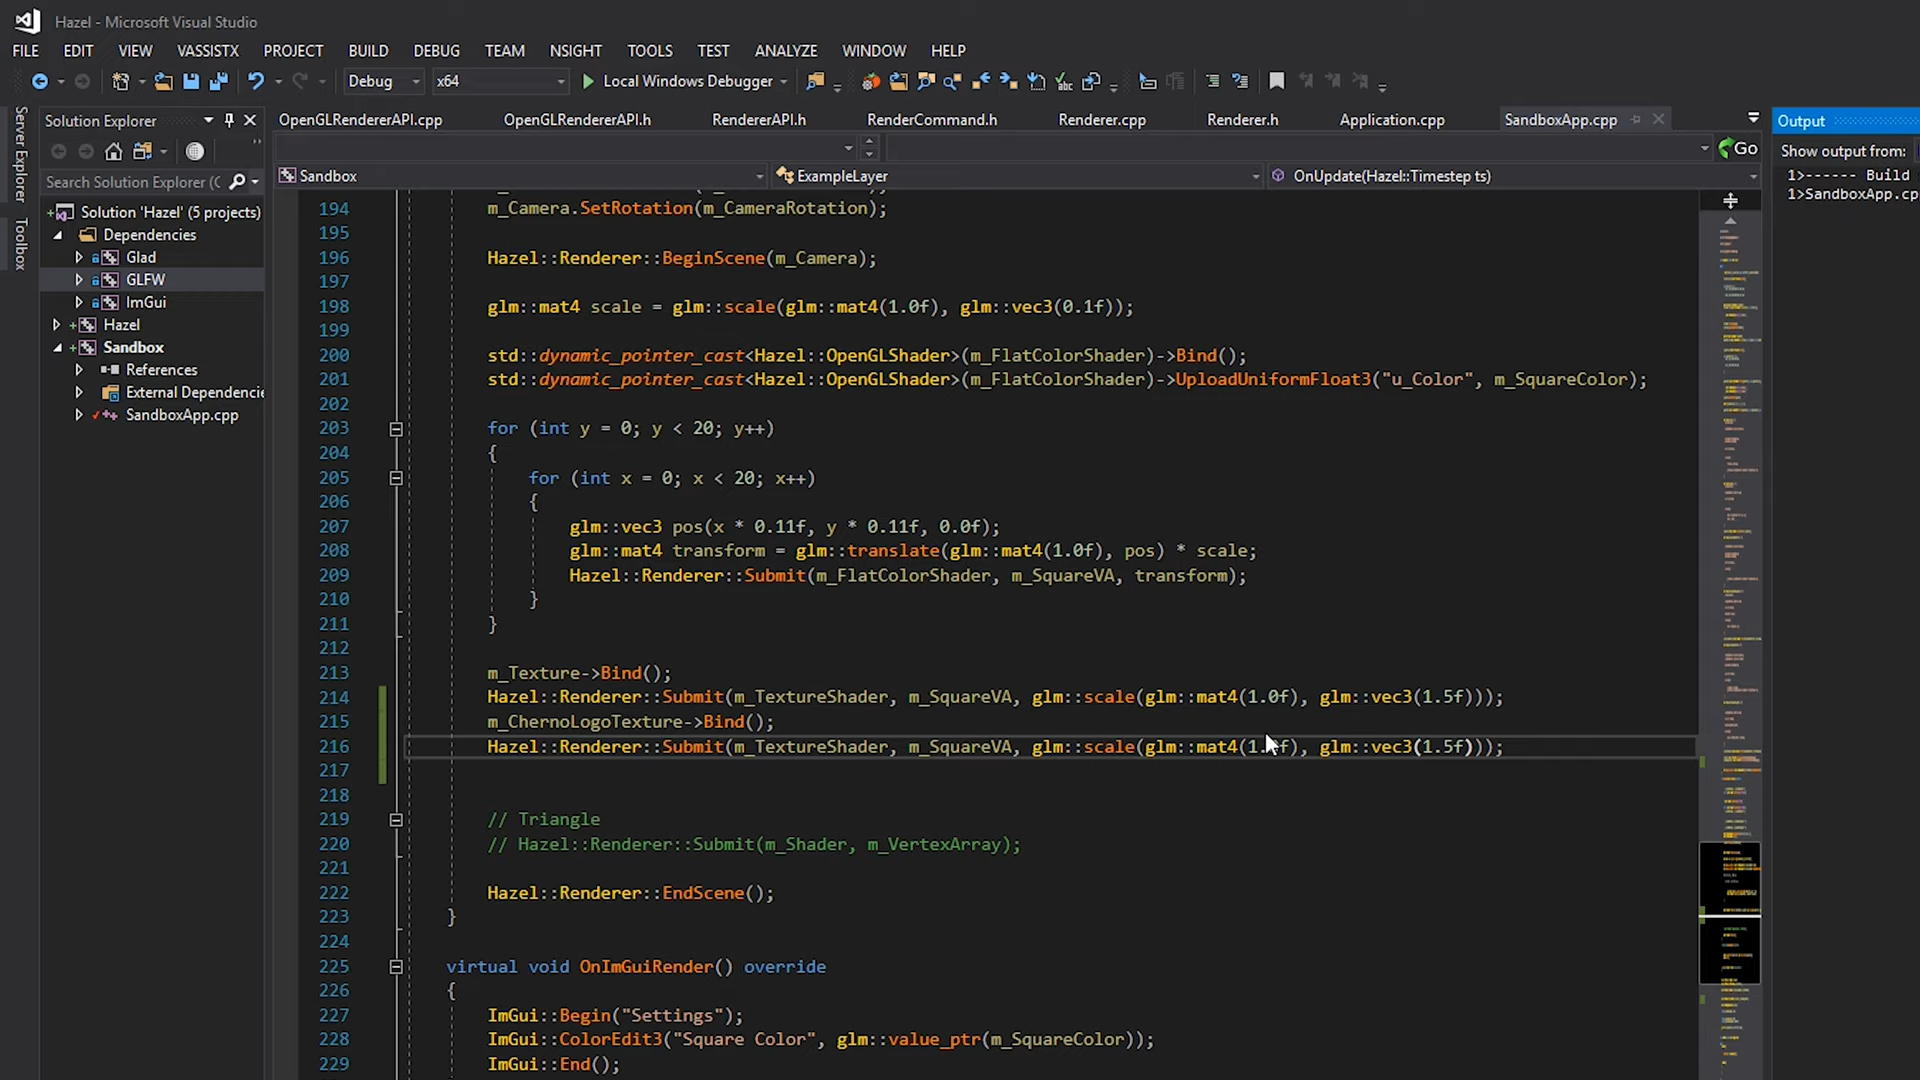 Hazel - Microsoft Visual Studio
FILE EDIT VIEW VASSISTX PROJECT BUILD DEBUG TEAM NSIGHT TOOLS TEST ANALYZE WINDOW HELP
Debug x64 Local Windows Debugger
Server Explorer
Toolbox
Solution Explorer
Search Solution Explorer (C
Solution 'Hazel' (5 projects)
Dependencies
Glad
GLFW
ImGui
Hazel
Sandbox
References
External Dependencie
SandboxApp.cpp
OpenGLRendererAPI.cpp OpenGLRendererAPI.h RendererAPI.h RenderCommand.h Renderer.cpp Renderer.h Application.cpp SandboxApp.cpp
Go
Sandbox ExampleLayer OnUpdate(Hazel::Timestep ts)
194 m_Camera.SetRotation(m_CameraRotation);
195
196 Hazel::Renderer::BeginScene(m_Camera);
197
198 glm::mat4 scale = glm::scale(glm::mat4(1.0f), glm::vec3(0.1f));
199
200 std::dynamic_pointer_cast<Hazel::OpenGLShader>(m_FlatColorShader)->Bind();
201 std::dynamic_pointer_cast<Hazel::OpenGLShader>(m_FlatColorShader)->UploadUniformFloat3("u_Color", m_SquareColor);
202
203 for (int y = 0; y < 20; y++)
204 {
205 for (int x = 0; x < 20; x++)
206 {
207 glm::vec3 pos(x * 0.11f, y * 0.11f, 0.0f);
208 glm::mat4 transform = glm::translate(glm::mat4(1.0f), pos) * scale;
209 Hazel::Renderer::Submit(m_FlatColorShader, m_SquareVA, transform);
210 }
211 }
212
213 m_Texture->Bind();
214 Hazel::Renderer::Submit(m_TextureShader, m_SquareVA, glm::scale(glm::mat4(1.0f), glm::vec3(1.5f)));
215 m_ChernoLogoTexture->Bind();
216 Hazel::Renderer::Submit(m_TextureShader, m_SquareVA, glm::scale(glm::mat4(1.0f), glm::vec3(1.5f)));
217
218
219 // Triangle
220 // Hazel::Renderer::Submit(m_Shader, m_VertexArray);
221
222 Hazel::Renderer::EndScene();
223 }
224
225 virtual void OnImGuiRender() override
226 {
227 ImGui::Begin("Settings");
228 ImGui::ColorEdit3("Square Color", glm::value_ptr(m_SquareColor));
229 ImGui::End();
Output
Show output from:
1>------ Build
1>SandboxApp.cp